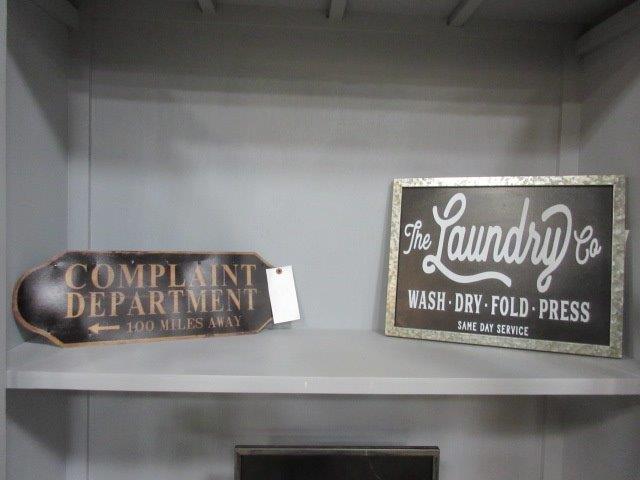 COMPLAINT
DEPARTMENT
← 100 MILES AWAY
The Laundry Co
WASH · DRY · FOLD · PRESS
SAME DAY SERVICE